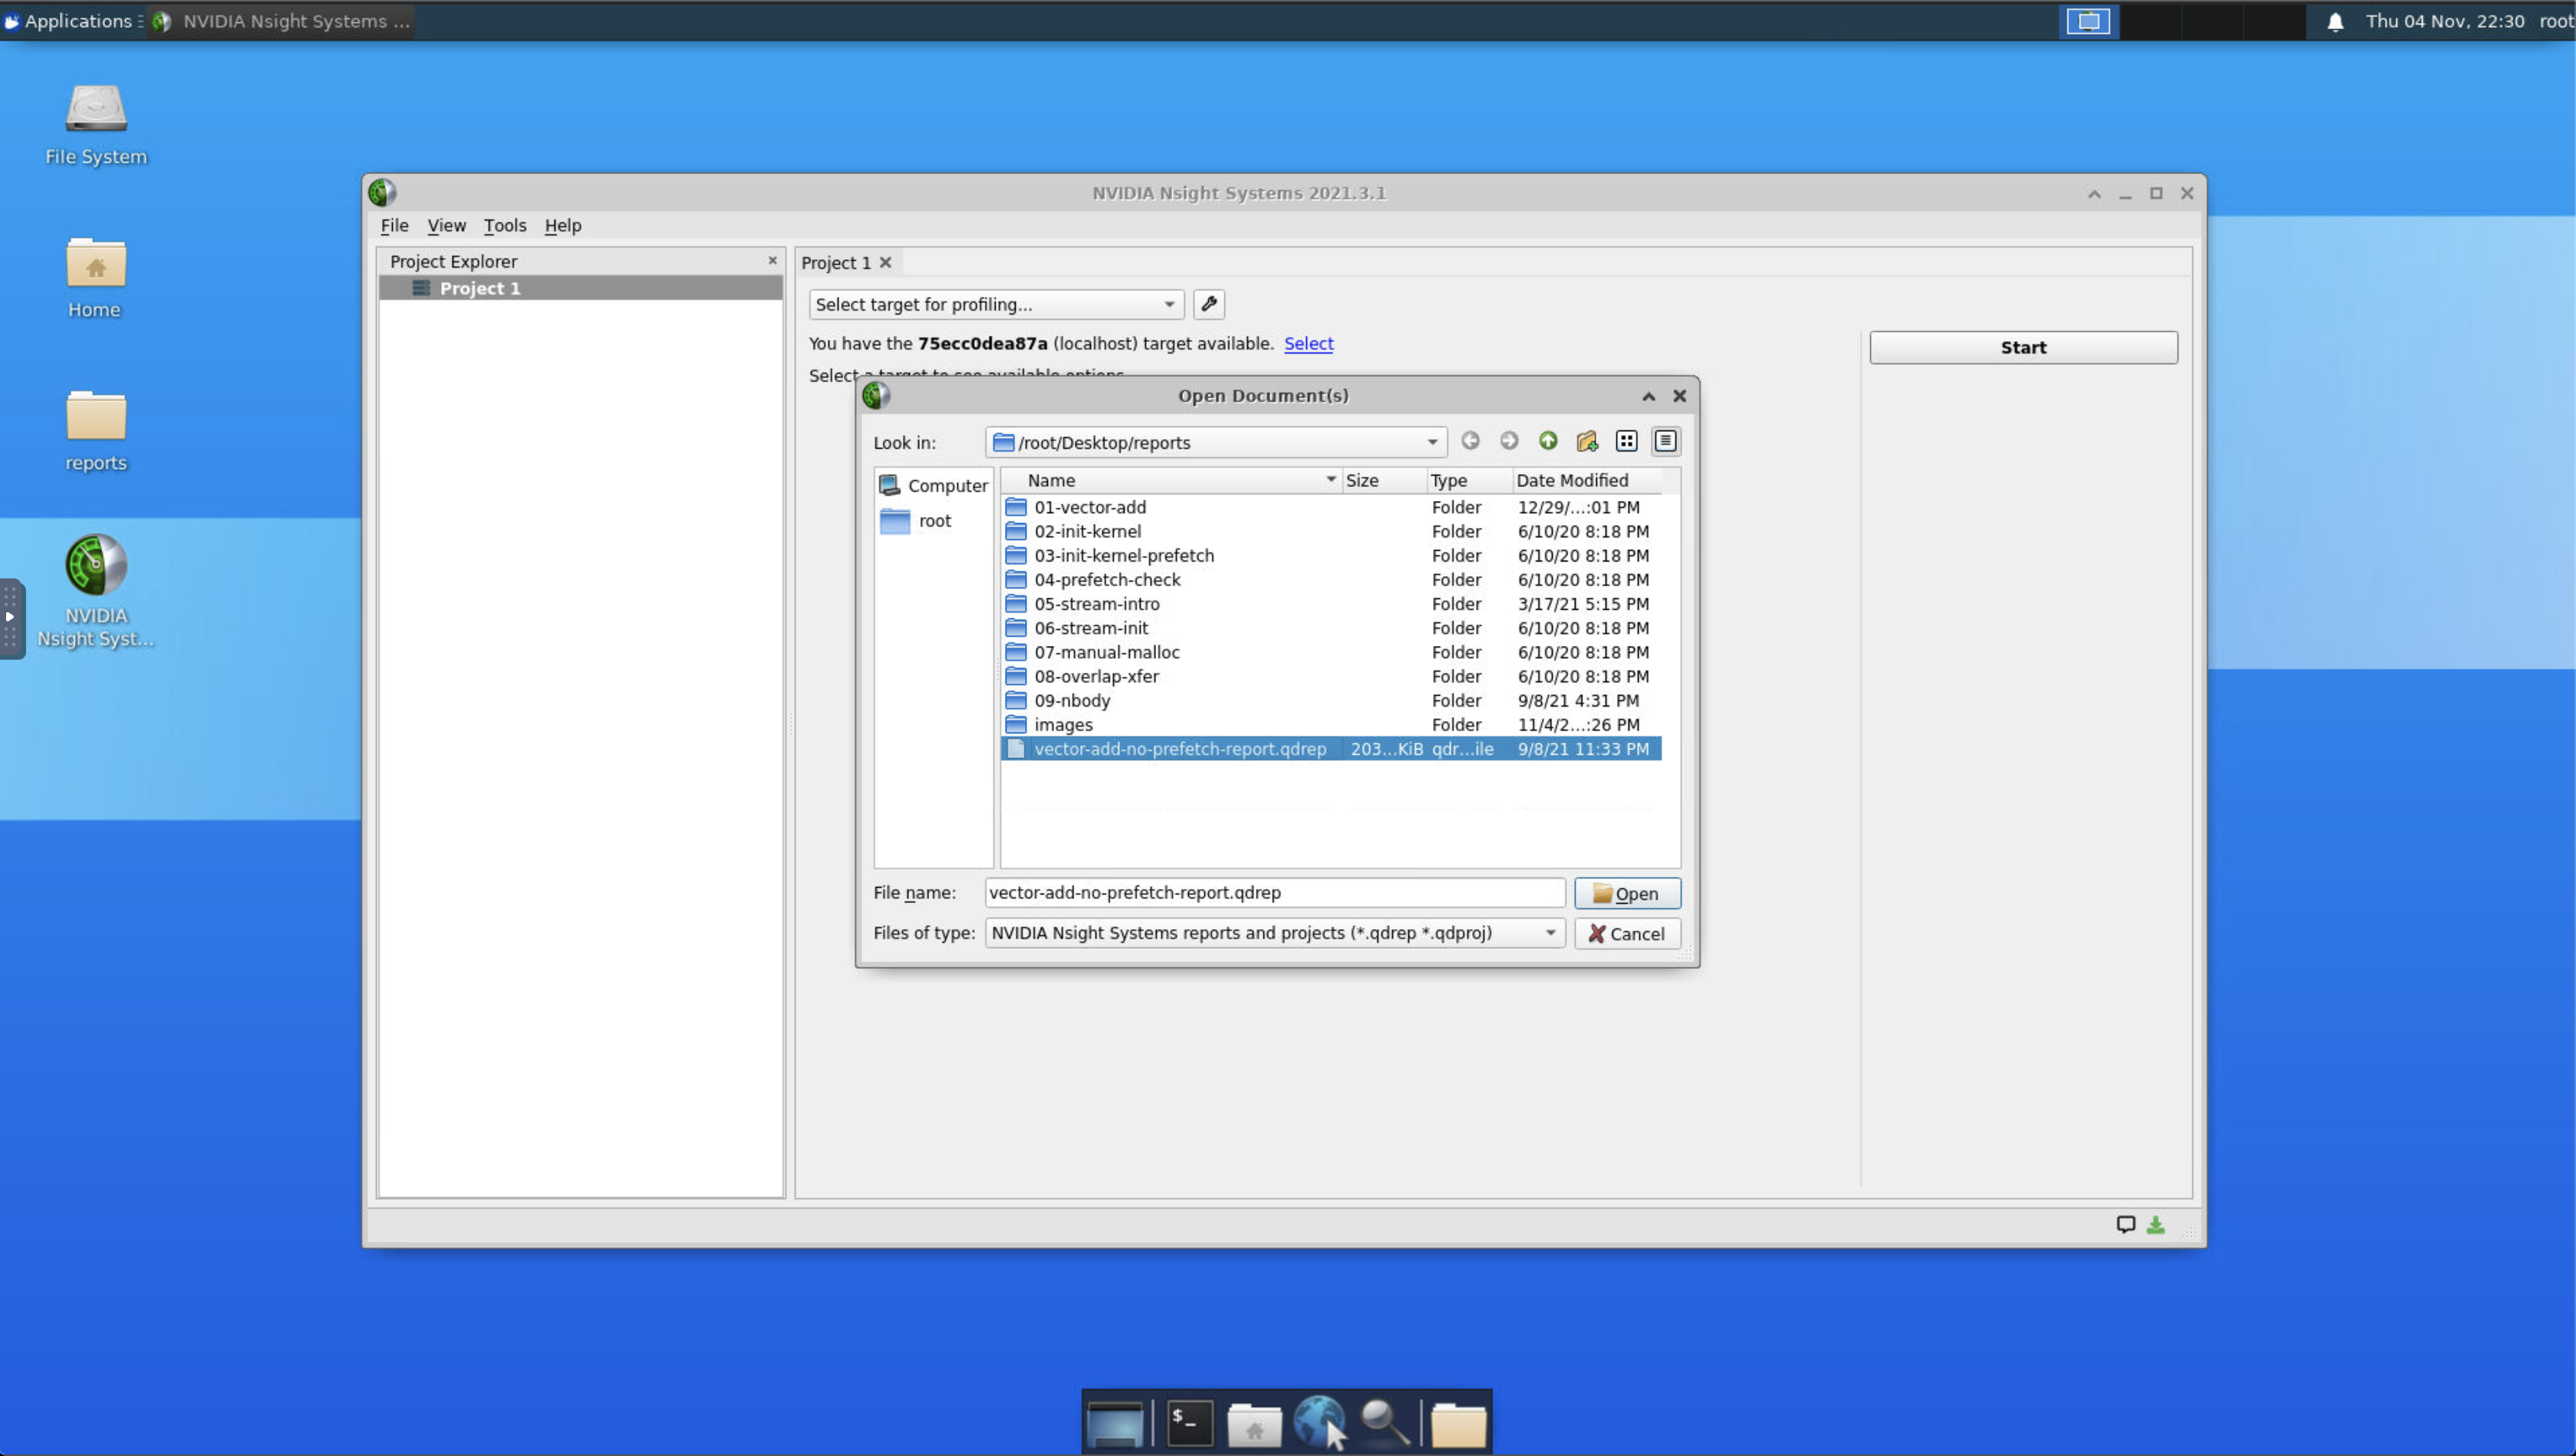 Applications
NVIDIA Nsight Systems ...
Thu 04 Nov, 22:30 root
File System
Home
reports
NVIDIA
Nsight Syst...
NVIDIA Nsight Systems 2021.3.1
File View Tools Help
Project Explorer
Project 1
Project 1
Select target for profiling...
You have the 75ecc0dea87a (localhost) target available. Select
Start
Select a target to see available options
Open Document(s)
Look in: /root/Desktop/reports
Computer
root
Name Size Type Date Modified
01-vector-add Folder 12/29/...:01 PM
02-init-kernel Folder 6/10/20 8:18 PM
03-init-kernel-prefetch Folder 6/10/20 8:18 PM
04-prefetch-check Folder 6/10/20 8:18 PM
05-stream-intro Folder 3/17/21 5:15 PM
06-stream-init Folder 6/10/20 8:18 PM
07-manual-malloc Folder 6/10/20 8:18 PM
08-overlap-xfer Folder 6/10/20 8:18 PM
09-nbody Folder 9/8/21 4:31 PM
images Folder 11/4/2...:26 PM
vector-add-no-prefetch-report.qdrep 203...KiB qdr...ile 9/8/21 11:33 PM
File name: vector-add-no-prefetch-report.qdrep Open
Files of type: NVIDIA Nsight Systems reports and projects (*.qdrep *.qdproj) Cancel
$_